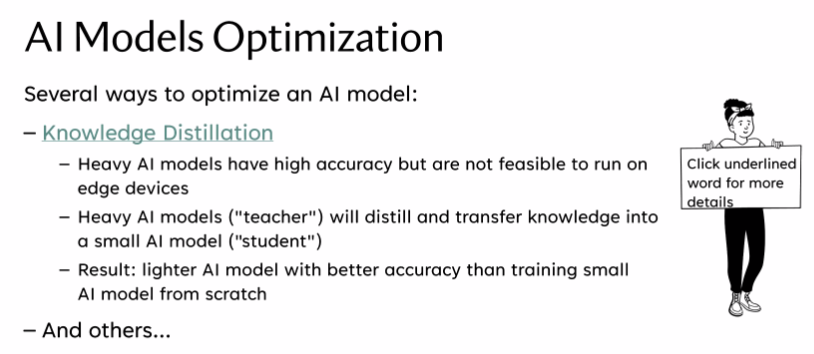 AI Models Optimization
Several ways to optimize an AI model:
– Knowledge Distillation
– Heavy AI models have high accuracy but are not feasible to run on
edge devices
– Heavy AI models ("teacher") will distill and transfer knowledge into
a small AI model ("student")
– Result: lighter AI model with better accuracy than training small
AI model from scratch
– And others...
Click underlined
word for more
details